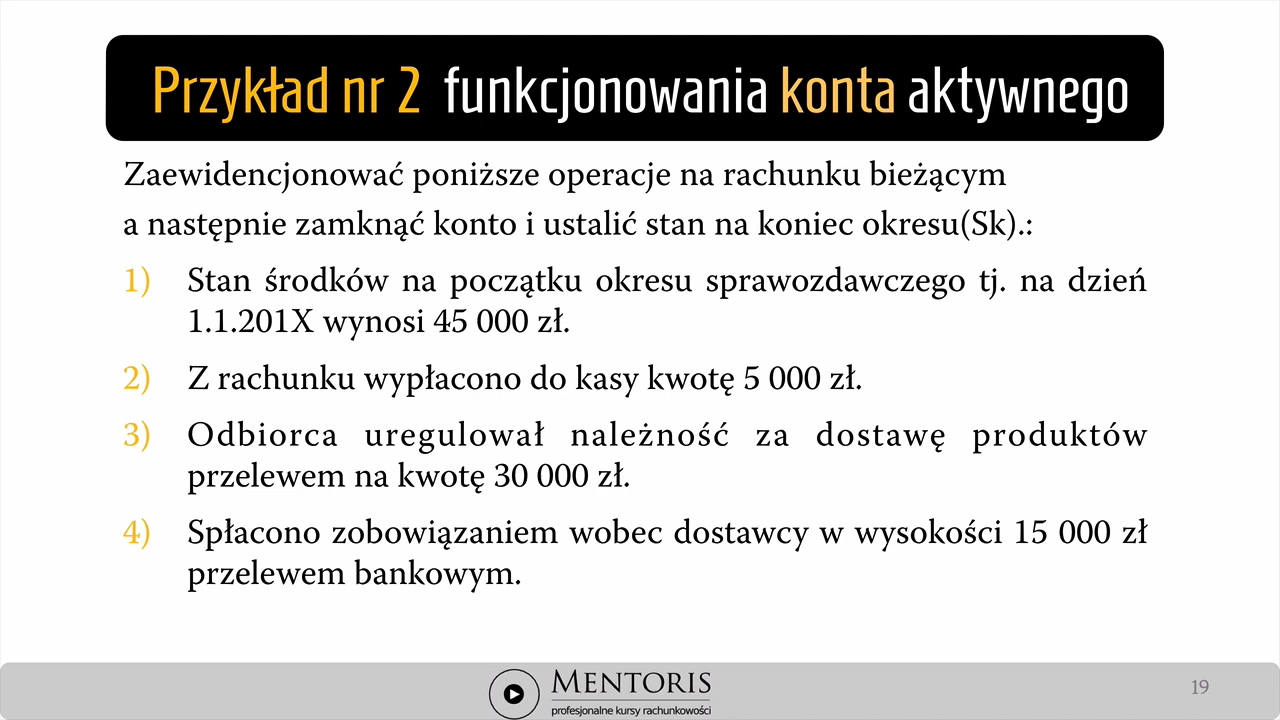 Przykład nr 2 funkcjonowania konta aktywnego
Zaewidencjonować poniższe operacje na rachunku bieżącym
a następnie zamknąć konto i ustalić stan na koniec okresu(Sk).:
1) Stan środków na początku okresu sprawozdawczego tj. na dzień
1.1.201X wynosi 45 000 zł.
2) Z rachunku wypłacono do kasy kwotę 5 000 zł.
3) Odbiorca uregulował należność za dostawę produktów
przelewem na kwotę 30 000 zł.
4) Spłacono zobowiązaniem wobec dostawcy w wysokości 15 000 zł
przelewem bankowym.
MENTORIS
profesjonalne kursy rachunkowości
19